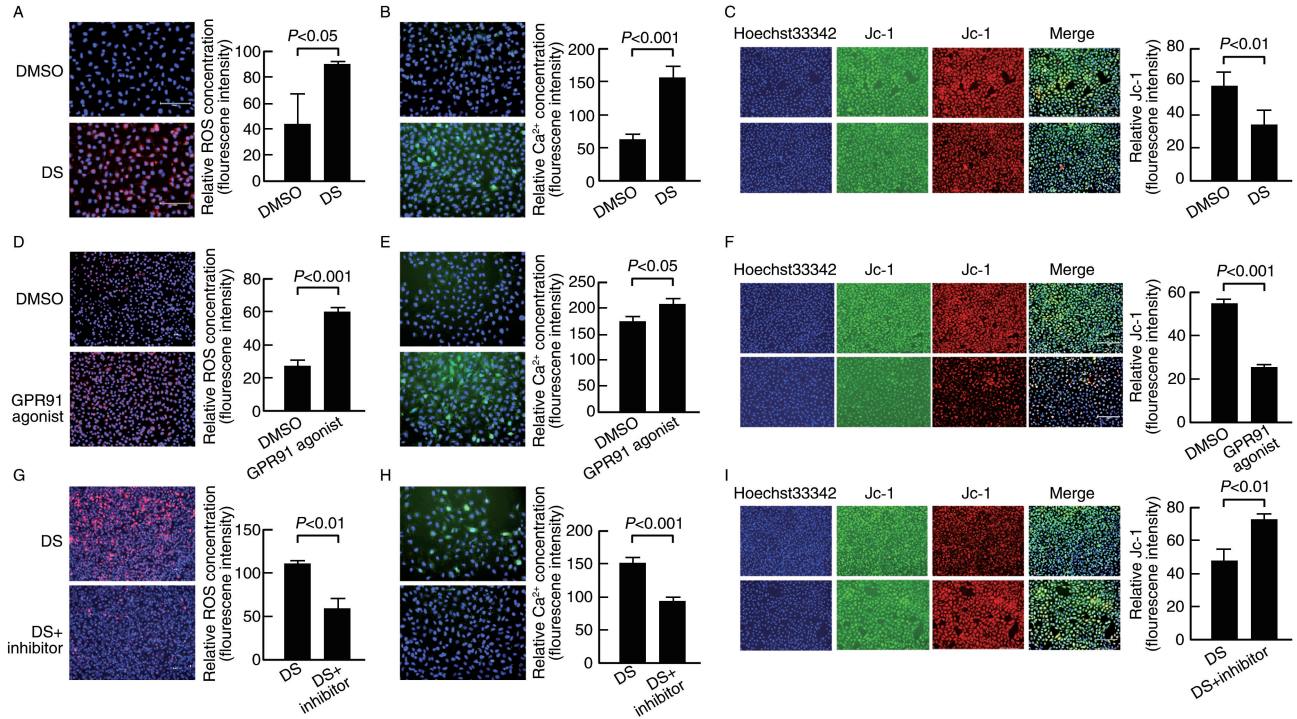 A
DMSO
DS
Relative ROS concentration
(flourescene intensity)
100
80
60
40
20
0
P<0.05
DMSO
DS
B
Relative Ca²⁺ concentration
(flourescene intensity)
200
150
100
50
0
P<0.001
DMSO
DS
C
Hoechst33342
Jc-1
Jc-1
Merge
Relative Jc-1
(flourescene intensity)
80
60
40
20
0
P<0.01
DMSO
DS
D
DMSO
GPR91
agonist
Relative ROS concentration
(flourescene intensity)
80
60
40
20
0
P<0.001
DMSO
GPR91 agonist
E
Relative Ca²⁺ concentration
(flourescene intensity)
250
200
150
100
50
0
P<0.05
DMSO
GPR91 agonist
F
Hoechst33342
Jc-1
Jc-1
Merge
Relative Jc-1
(flourescene intensity)
60
40
20
0
P<0.001
DMSO
GPR91
agonist
G
DS
DS+
inhibitor
Relative ROS concentration
(flourescene intensity)
150
100
50
0
P<0.01
DS
DS+
inhibitor
H
Relative Ca²⁺ concentration
(flourescene intensity)
200
150
100
50
0
P<0.001
DS
DS+
inhibitor
I
Hoechst33342
Jc-1
Jc-1
Merge
Relative Jc-1
(flourescene intensity)
80
60
40
20
0
P<0.01
DS
DS+inhibitor